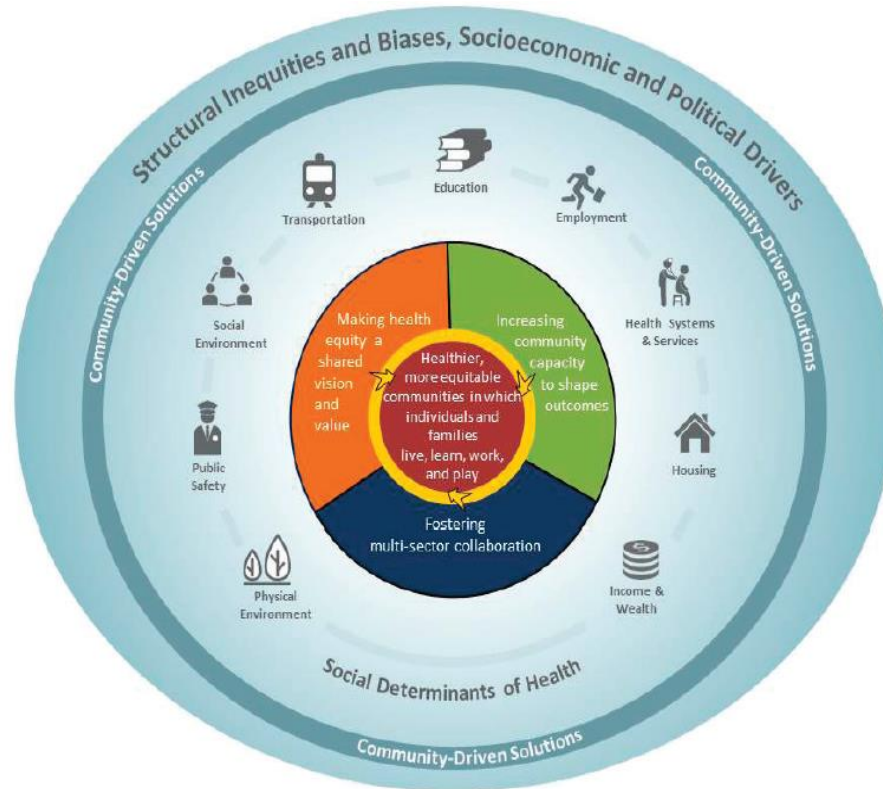 Structural Inequities and Biases, Socioeconomic and Political Drivers
Community-Driven Solutions
Community-Driven Solutions
Education
Transportation
Employment
Social
Environment
Health Systems
& Services
Public
Safety
Housing
Physical
Environment
Income &
Wealth
Making health
equity a
shared
vision
and
value
Increasing
community
capacity
to shape
outcomes
Healthier,
more equitable
communities in which
individuals and
families
live, learn, work,
and play
Fostering
multi-sector collaboration
Social Determinants of Health
Community-Driven Solutions